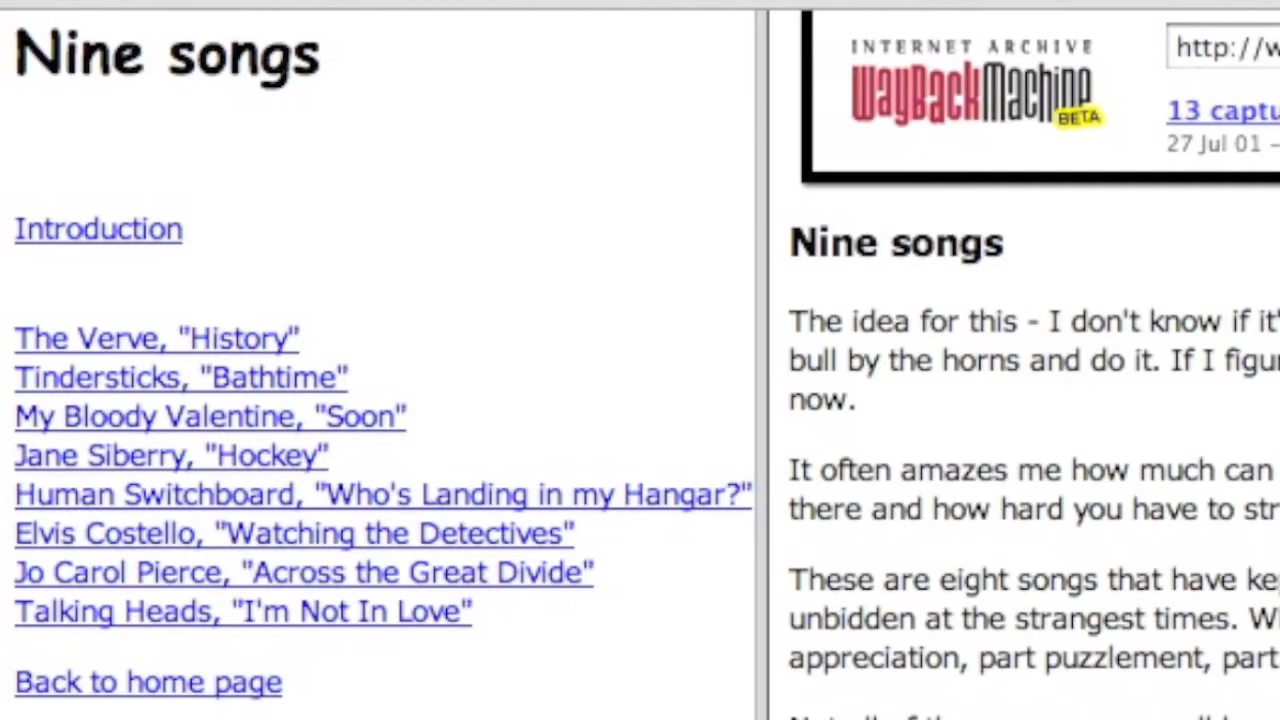 Nine songs
Introduction
The Verve, "History"
Tindersticks, "Bathtime"
My Bloody Valentine, "Soon"
Jane Siberry, "Hockey"
Human Switchboard, "Who's Landing in my Hangar?"
Elvis Costello, "Watching the Detectives"
Jo Carol Pierce, "Across the Great Divide"
Talking Heads, "I'm Not In Love"
Back to home page
INTERNET ARCHIVE
WayBackMachine
BETA
http://w
13 captu
27 Jul 01 –
Nine songs
The idea for this - I don't know if it'
bull by the horns and do it. If I figu
now.
It often amazes me how much can
there and how hard you have to str
These are eight songs that have ke
unbidden at the strangest times. W
appreciation, part puzzlement, part